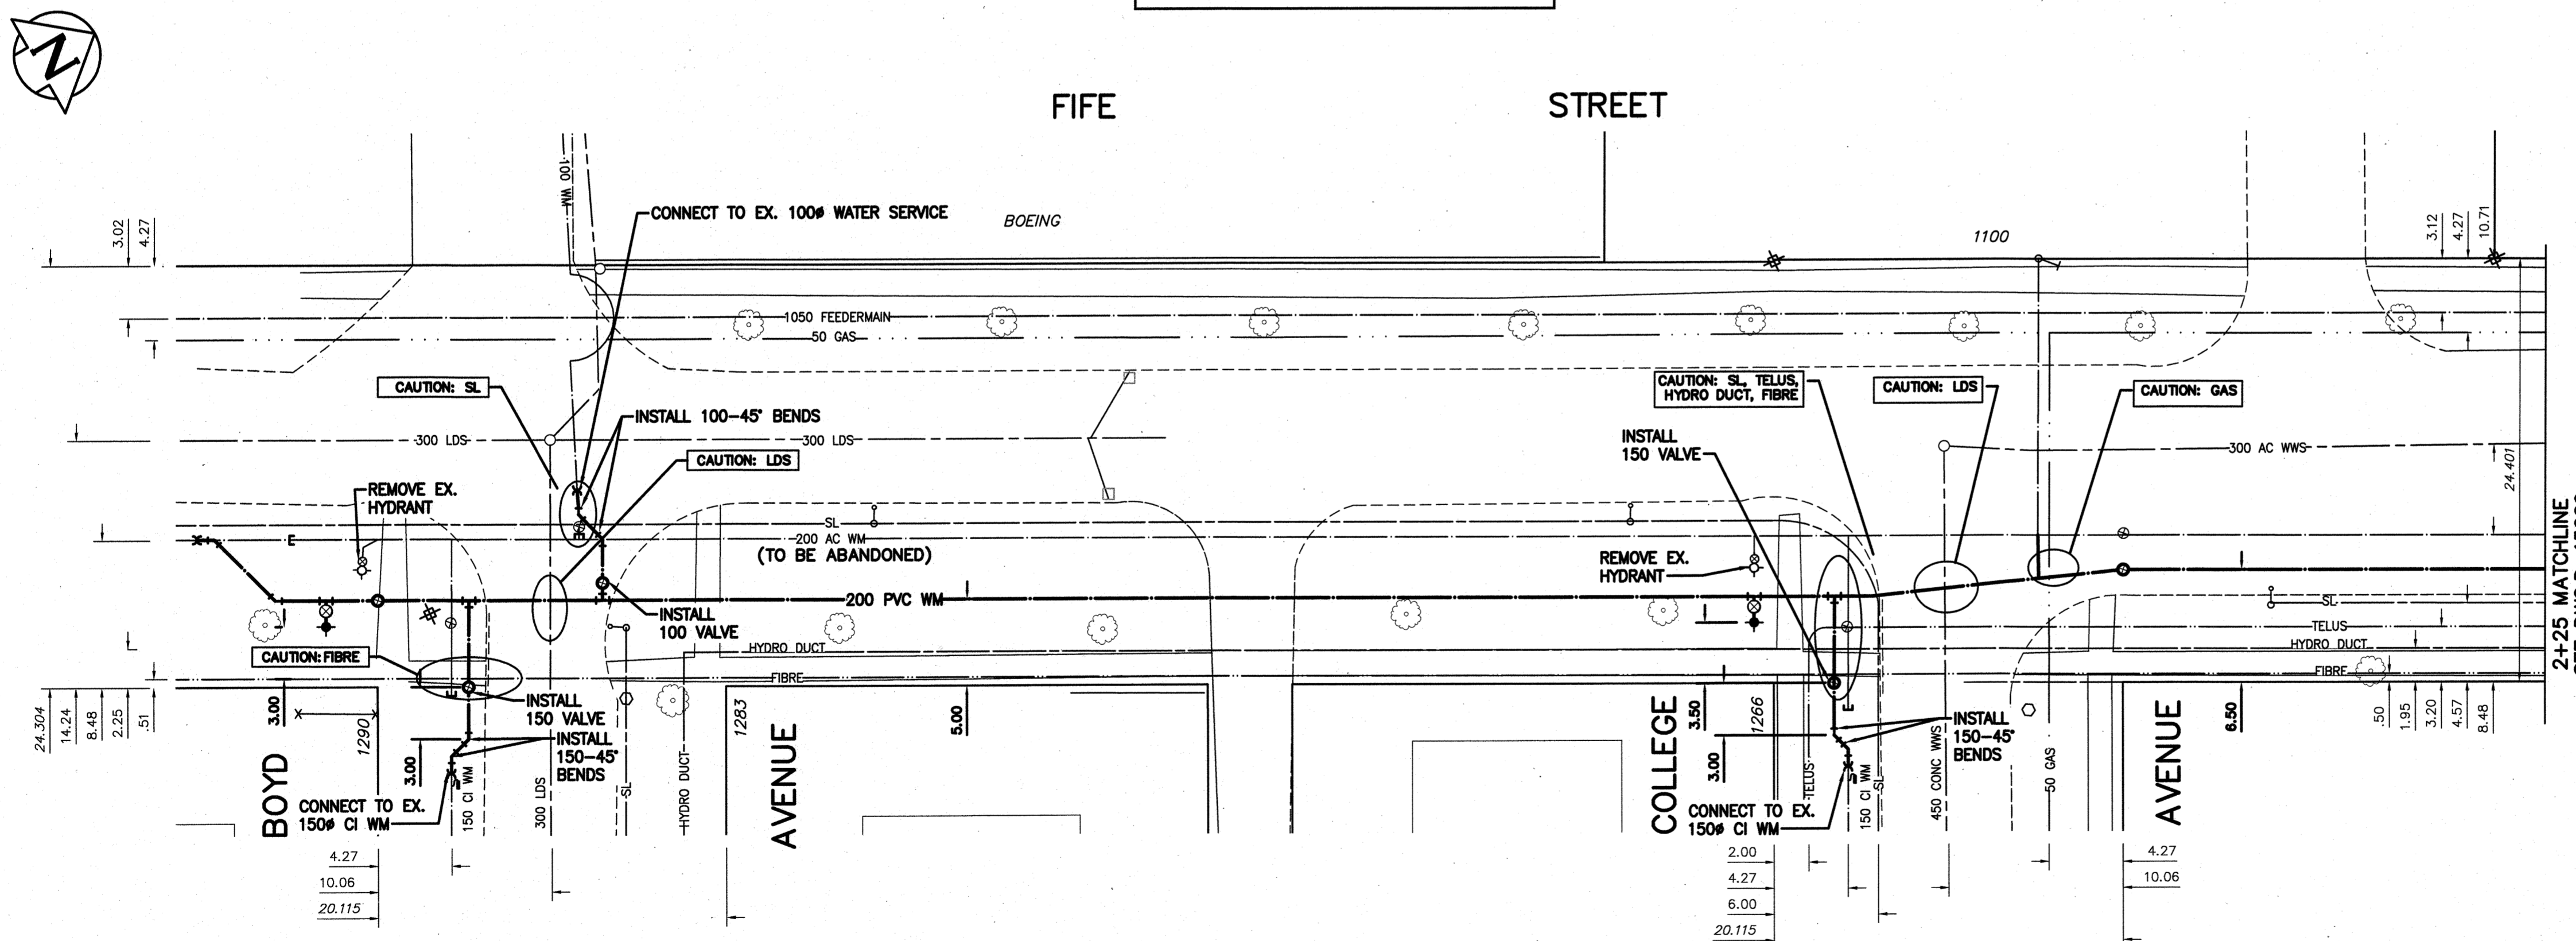 N
FIFE STREET
100 WM
CONNECT TO EX. 100ø WATER SERVICE
BOEING
1100
3.02
4.27
3.12
4.27
10.71
1050 FEEDERMAIN
50 GAS
CAUTION: SL
INSTALL 100-45° BENDS
CAUTION: SL, TELUS,
HYDRO DUCT, FIBRE
CAUTION: LDS
CAUTION: GAS
300 LDS
300 LDS
INSTALL
150 VALVE
300 AC WWS
24.401
CAUTION: LDS
REMOVE EX.
HYDRANT
SL
E
200 AC WM
(TO BE ABANDONED)
REMOVE EX.
HYDRANT
200 PVC WM
INSTALL
100 VALVE
SL
TELUS
HYDRO DUCT
HYDRO DUCT
CAUTION: FIBRE
FIBRE
FIBRE
2+25 MATCHLINE
24.304
14.24
8.48
2.25
.51
3.00
1290
3.00
INSTALL
150 VALVE
INSTALL
150-45°
BENDS
1283
5.00
3.50
3.00
1266
INSTALL
150-45°
BENDS
6.50
.50
1.95
3.20
4.57
8.48
BOYD
AVENUE
COLLEGE
AVENUE
CONNECT TO EX.
150ø CI WM
150 CI WM
300 LDS
SL
HYDRO DUCT
CONNECT TO EX.
150ø CI WM
TELUS
150 CI WM
SL
450 CONC WWS
50 GAS
4.27
10.06
20.115
2.00
4.27
6.00
20.115
4.27
10.06